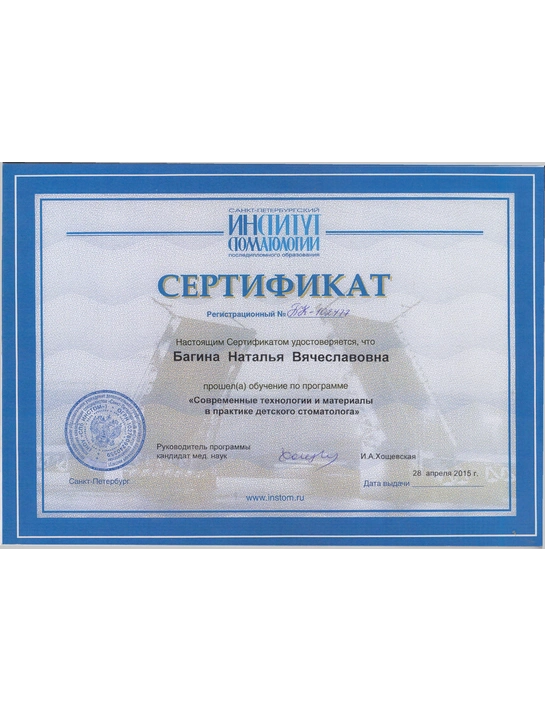 САНКТ-ПЕТЕРБУРГСКИЙ
ИНСТИТУТ
СТОМАТОЛОГИИ
последипломного образования
СЕРТИФИКАТ
Регистрационный №
Настоящим Сертификатом удостоверяется, что
Багина Наталья Вячеславовна
прошел(а) обучение по программе
«Современные технологии и материалы
в практике детского стоматолога»
Руководитель программы
кандидат мед. наук
И.А.Хощевская
28 апреля 2015 г.
Санкт-Петербург
Дата выдачи
www.instom.ru